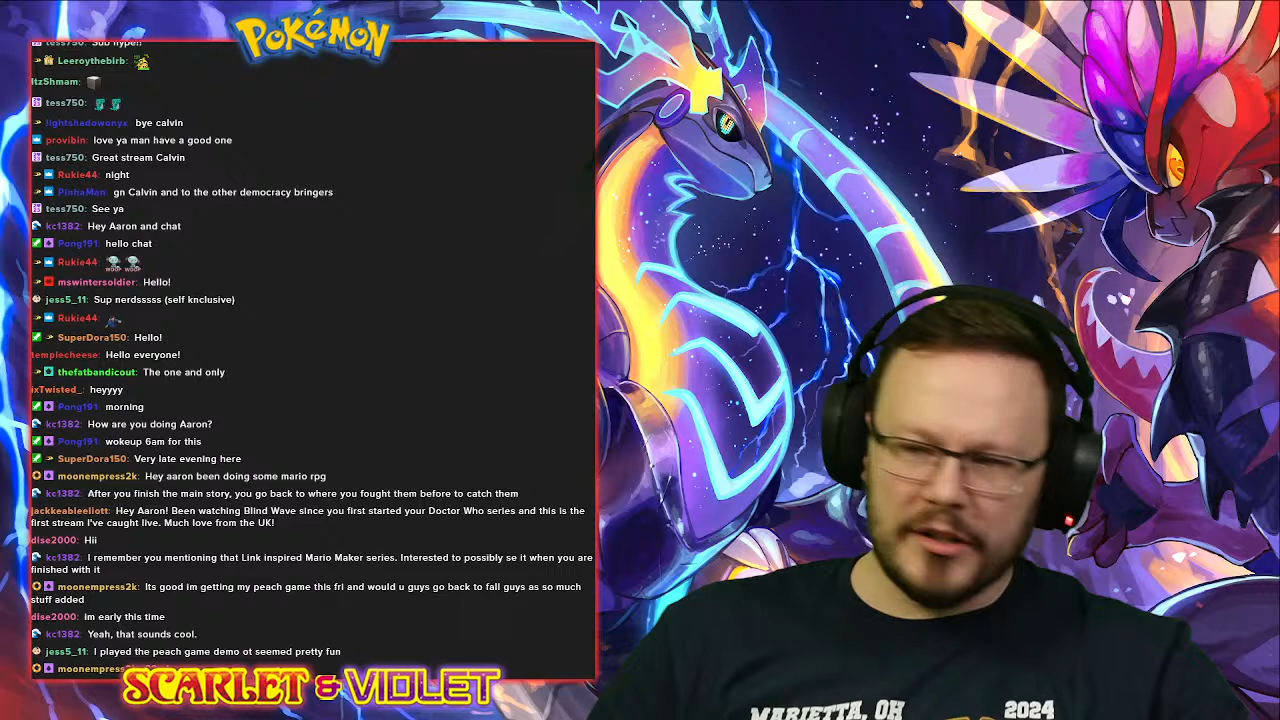 POKÉMON
tess750: Sub hype!!
Leeroythebirb:
ItzShmam:
tess750:
lightshadowonyx: bye calvin
provibin: love ya man have a good one
tess750: Great stream Calvin
Rukie44: night
PinhaMan: gn Calvin and to the other democracy bringers
tess750: See ya
kc1382: Hey Aaron and chat
Pong191: hello chat
Rukie44: WOOP WOOP
mswintersoldier: Hello!
jess5_11: Sup nerdsssss (self knclusive)
Rukie44:
SuperDora150: Hello!
templecheese: Hello everyone!
thefatbandicout: The one and only
ixTwisted_: heyyyy
Pong191: morning
kc1382: How are you doing Aaron?
Pong191: wokeup 6am for this
SuperDora150: Very late evening here
moonempress2k: Hey aaron been doing some mario rpg
kc1382: After you finish the main story, you go back to where you fought them before to catch them
jackkeableeliott: Hey Aaron! Been watching Blind Wave since you first started your Doctor Who series and this is the
first stream I've caught live. Much love from the UK!
dlse2000: Hii
kc1382: I remember you mentioning that Link inspired Mario Maker series. Interested to possibly se it when you are
finished with it
moonempress2k: Its good im getting my peach game this fri and would u guys go back to fall guys as so much
stuff added
dlse2000: im early this time
kc1382: Yeah, that sounds cool.
jess5_11: I played the peach game demo ot seemed pretty fun
SCARLET & VIOLET
MARIETTA, OH 2024